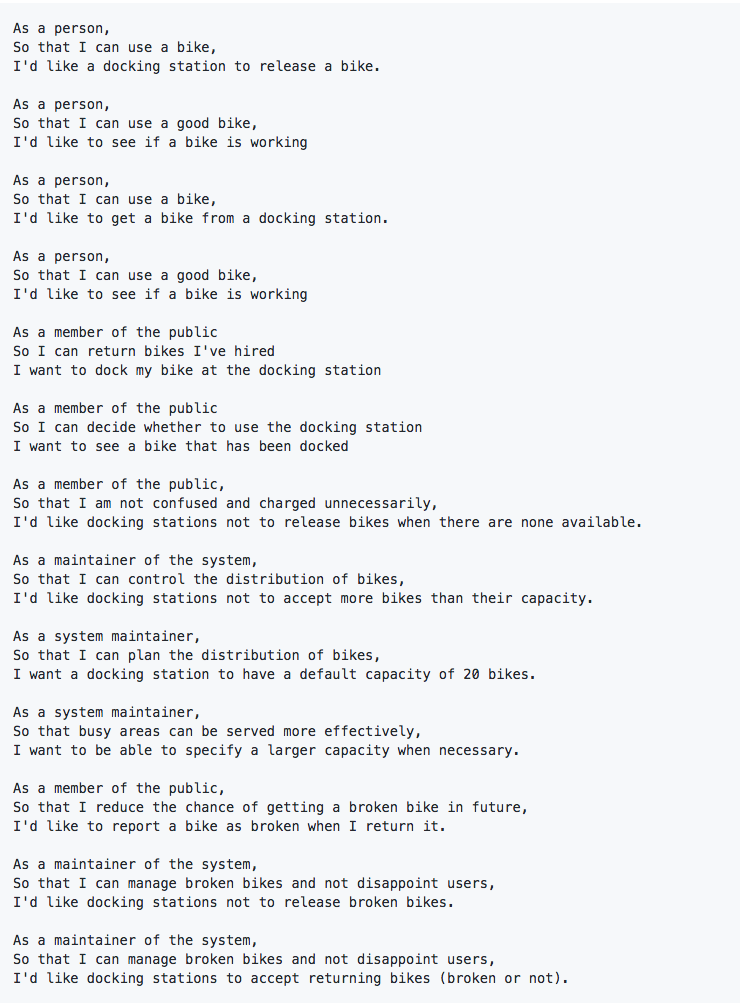 As a person,
So that I can use a bike,
I'd like a docking station to release a bike.
As a person,
So that I can use a good bike,
I'd like to see if a bike is working
As a person,
So that I can use a bike,
I'd like to get a bike from a docking station.
As a person,
So that I can use a good bike,
I'd like to see if a bike is working
As a member of the public
So I can return bikes I've hired
I want to dock my bike at the docking station
As a member of the public
So I can decide whether to use the docking station
I want to see a bike that has been docked
As a member of the public,
So that I am not confused and charged unnecessarily,
I'd like docking stations not to release bikes when there are none available.
As a maintainer of the system,
So that I can control the distribution of bikes,
I'd like docking stations not to accept more bikes than their capacity.
As a system maintainer,
So that I can plan the distribution of bikes,
I want a docking station to have a default capacity of 20 bikes.
As a system maintainer,
So that busy areas can be served more effectively,
I want to be able to specify a larger capacity when necessary.
As a member of the public,
So that I reduce the chance of getting a broken bike in future,
I'd like to report a bike as broken when I return it.
As a maintainer of the system,
So that I can manage broken bikes and not disappoint users,
I'd like docking stations not to release broken bikes.
As a maintainer of the system,
So that I can manage broken bikes and not disappoint users,
I'd like docking stations to accept returning bikes (broken or not).